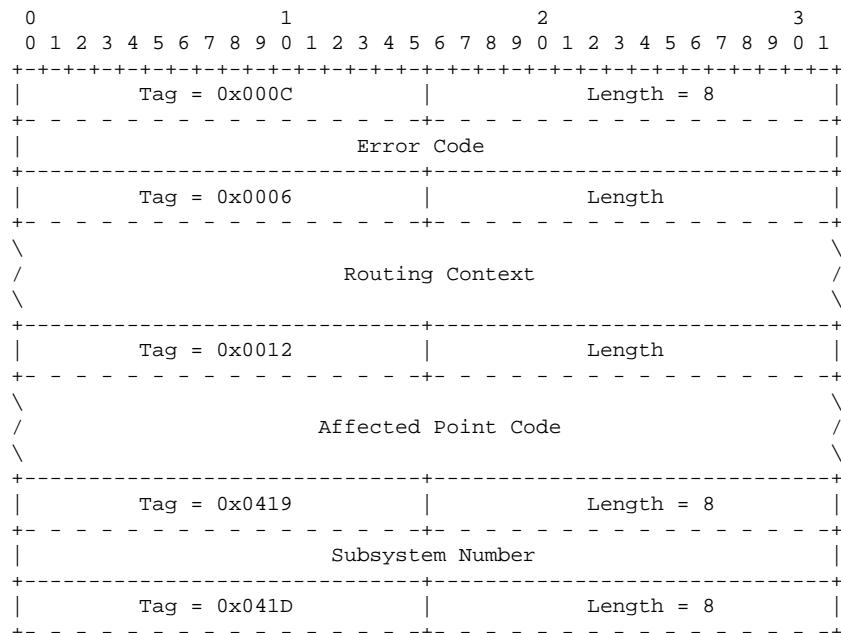 0                   1                   2                   3
 0 1 2 3 4 5 6 7 8 9 0 1 2 3 4 5 6 7 8 9 0 1 2 3 4 5 6 7 8 9 0 1
+-+-+-+-+-+-+-+-+-+-+-+-+-+-+-+-+-+-+-+-+-+-+-+-+-+-+-+-+-+-+-+-+
|         Tag = 0x000C          |            Length = 8         |
+- - - - - - - - - - - - - - - -+- - - - - - - - - - - - - - - -+
|                          Error Code                           |
+-------------------------------+-------------------------------+
|         Tag = 0x0006          |            Length             |
+- - - - - - - - - - - - - - - -+- - - - - - - - - - - - - - - -+
\                                                               \
/                         Routing Context                       /
\                                                               \
+-------------------------------+-------------------------------+
|         Tag = 0x0012          |            Length             |
+- - - - - - - - - - - - - - - -+- - - - - - - - - - - - - - - -+
\                                                               \
/                       Affected Point Code                     /
\                                                               \
+-------------------------------+-------------------------------+
|         Tag = 0x0419          |            Length = 8         |
+- - - - - - - - - - - - - - - -+- - - - - - - - - - - - - - - -+
|                        Subsystem Number                       |
+-------------------------------+-------------------------------+
|         Tag = 0x041D          |            Length = 8         |
+- - - - - - - - - - - - - - - -+- - - - - - - - - - - - - - - -+